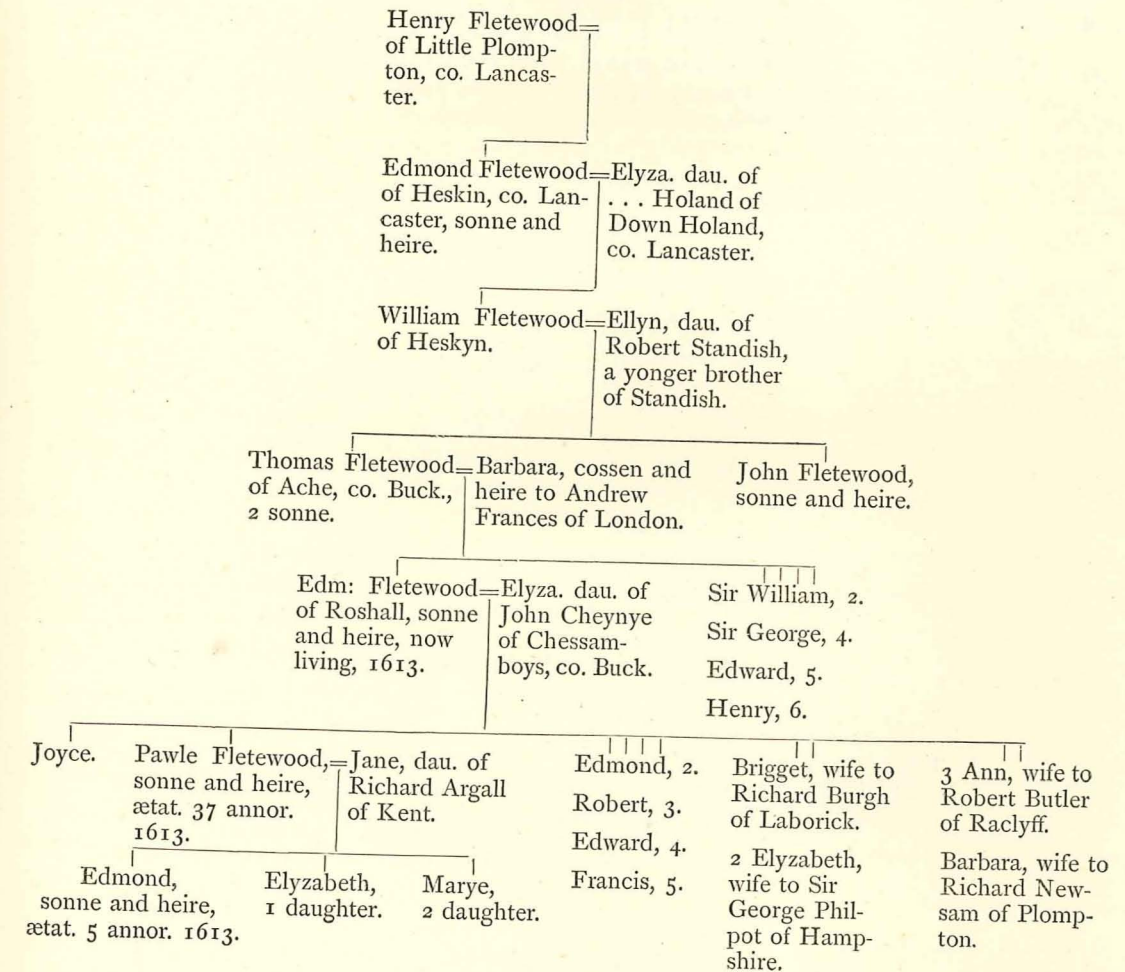 Henry Fletewood=
of Little Plomp-
ton, co. Lancas-
ter.
Edmond Fletewood=
of Heskin, co. Lan-
caster, sonne and
heire.
Elyza. dau. of
. . . Holand of
Down Holand,
co. Lancaster.
William Fletewood=
of Heskyn.
Ellyn, dau. of
Robert Standish,
a yonger brother
of Standish.
Thomas Fletewood=
of Ache, co. Buck.,
2 sonne.
Barbara, cossen and
heire to Andrew
Frances of London.
John Fletewood,
sonne and heire.
Edm: Fletewood=
of Roshall, sonne
and heire, now
living, 1613.
Elyza. dau. of
John Cheynye
of Chessam-
boys, co. Buck.
Sir William, 2.
Sir George, 4.
Edward, 5.
Henry, 6.
Joyce.
Pawle Fletewood,=
sonne and heire,
ætat. 37 annor.
1613.
Jane, dau. of
Richard Argall
of Kent.
Edmond, 2.
Robert, 3.
Edward, 4.
Francis, 5.
Brigget, wife to
Richard Burgh
of Laborick.
2 Elyzabeth,
wife to Sir
George Phil-
pot of Hamp-
shire.
3 Ann, wife to
Robert Butler
of Raclyff.
Barbara, wife to
Richard New-
sam of Plomp-
ton.
Edmond,
sonne and heire,
ætat. 5 annor. 1613.
Elyzabeth,
1 daughter.
Marye,
2 daughter.